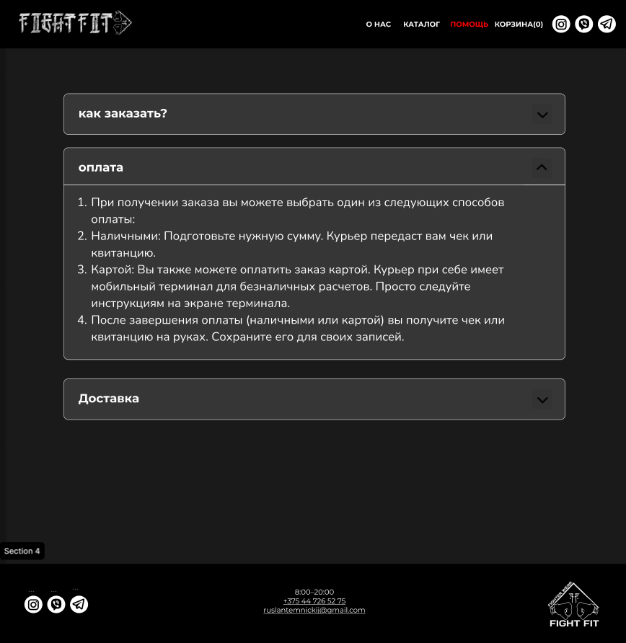 FIGHT FIT
О НАС КАТАЛОГ ПОМОЩЬ КОРЗИНА(0)
как заказать?
оплата
1. При получении заказа вы можете выбрать один из следующих способов
оплаты:
2. Наличными: Подготовьте нужную сумму. Курьер передаст вам чек или
квитанцию.
3. Картой: Вы также можете оплатить заказ картой. Курьер при себе имеет
мобильный терминал для безналичных расчетов. Просто следуйте
инструкциям на экране терминала.
4. После завершения оплаты (наличными или картой) вы получите чек или
квитанцию на руках. Сохраните его для своих записей.
Доставка
Section 4
8:00-20:00
+375 44 726 52 75
ruslantemnickij@gmail.com
FIGHT FIT